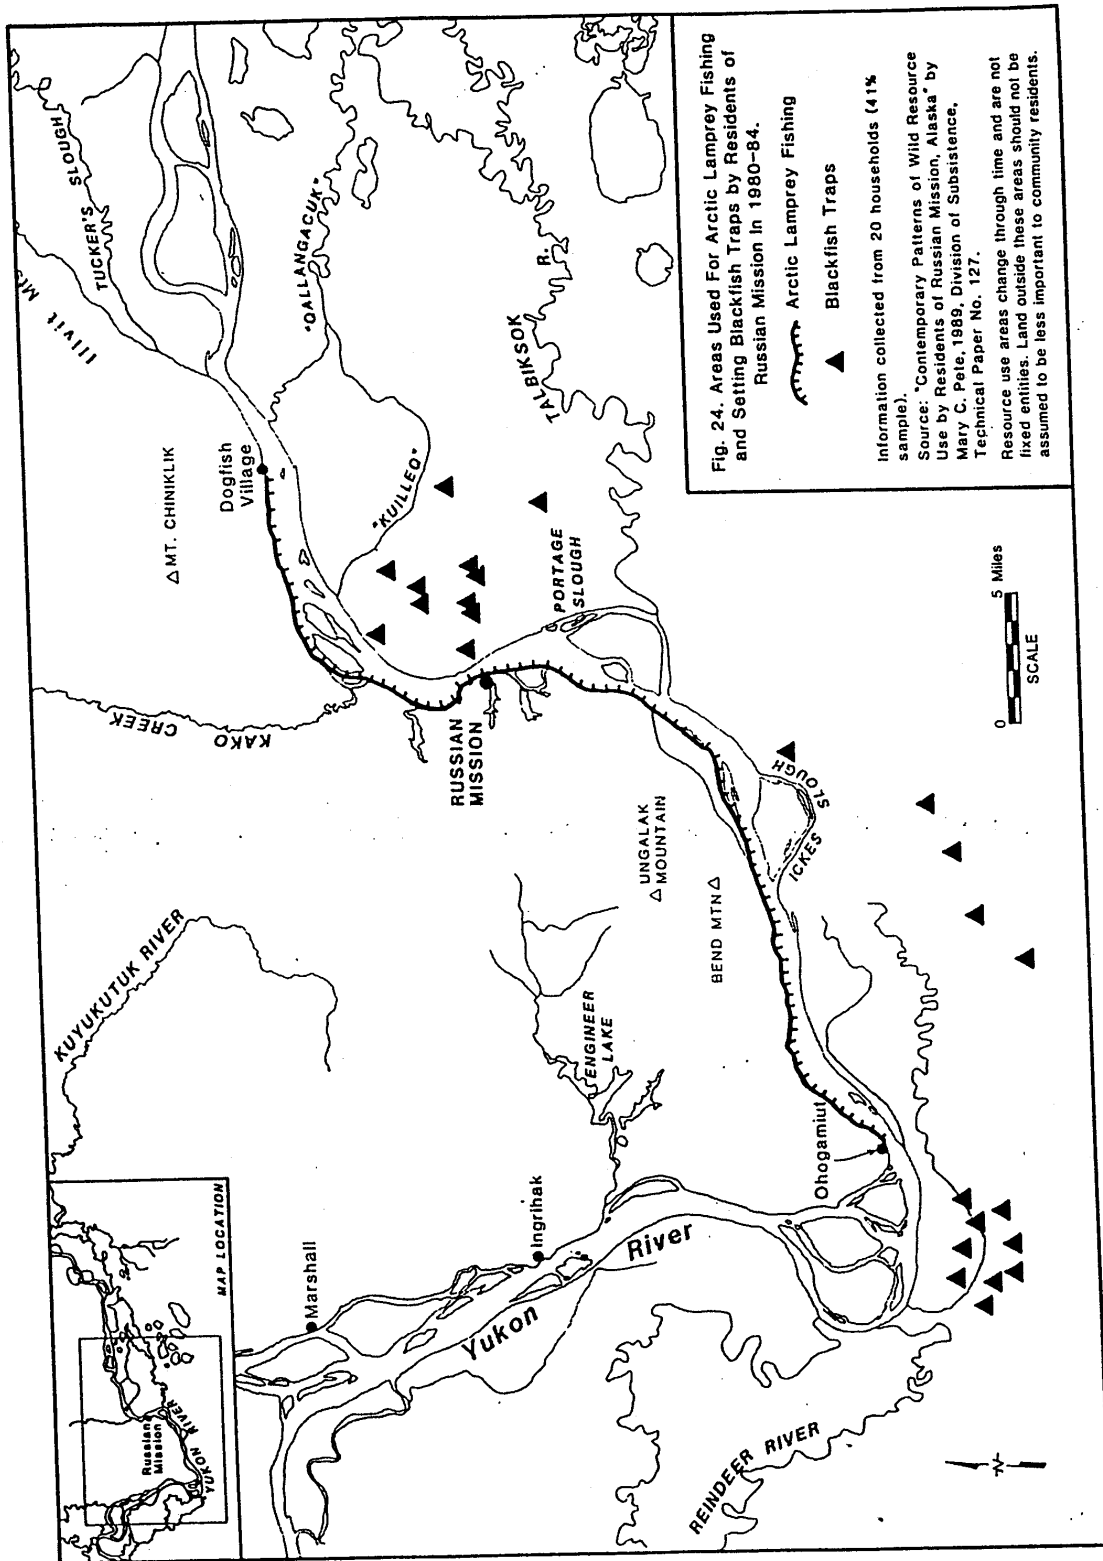 Illivit Mts
TUCKER'S SLOUGH
"QALLANGACUK"
△ MT. CHINIKLIK
Dogfish
Village
"KUILLEQ"
TALBIKSOK R.
KAKO CREEK
PORTAGE
SLOUGH
RUSSIAN
MISSION
KUYUKUTUK RIVER
UNGALAK
△ MOUNTAIN
BEND MTN △
ICKES SLOUGH
ENGINEER
LAKE
Ohogamiut
Ingrihak
Marshall
Yukon River
REINDEER RIVER
Russian
Mission
YUKON RIVER
MAP LOCATION
N
0 5 Miles
SCALE
Fig. 24. Areas Used For Arctic Lamprey Fishing
and Setting Blackfish Traps by Residents of
Russian Mission In 1980-84.
Arctic Lamprey Fishing
Blackfish Traps
Information collected from 20 households (41%
sample).
Source: "Contemporary Patterns of Wild Resource
Use by Residents of Russian Mission, Alaska" by
Mary C. Pete, 1989, Division of Subsistence,
Technical Paper No. 127.
Resource use areas change through time and are not
fixed entities. Land outside these areas should not be
assumed to be less important to community residents.